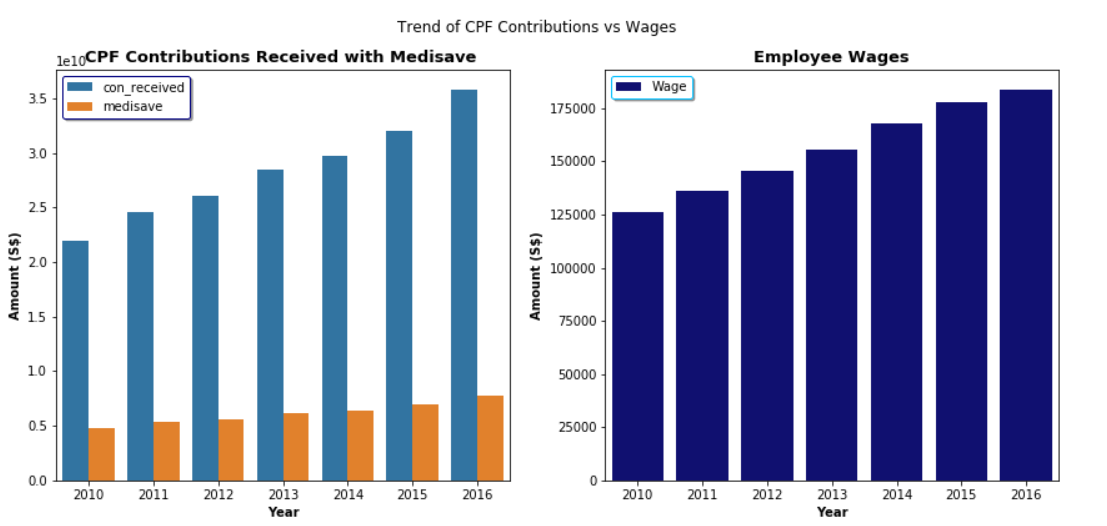 Trend of CPF Contributions vs Wages
CPF Contributions Received with Medisave
1e10
con_received
medisave
3.5
3.0
2.5
2.0
1.5
1.0
0.5
0.0
Amount (S$)
2010 2011 2012 2013 2014 2015 2016
Year
Employee Wages
Wage
175000
150000
125000
100000
75000
50000
25000
0
Amount (S$)
2010 2011 2012 2013 2014 2015 2016
Year